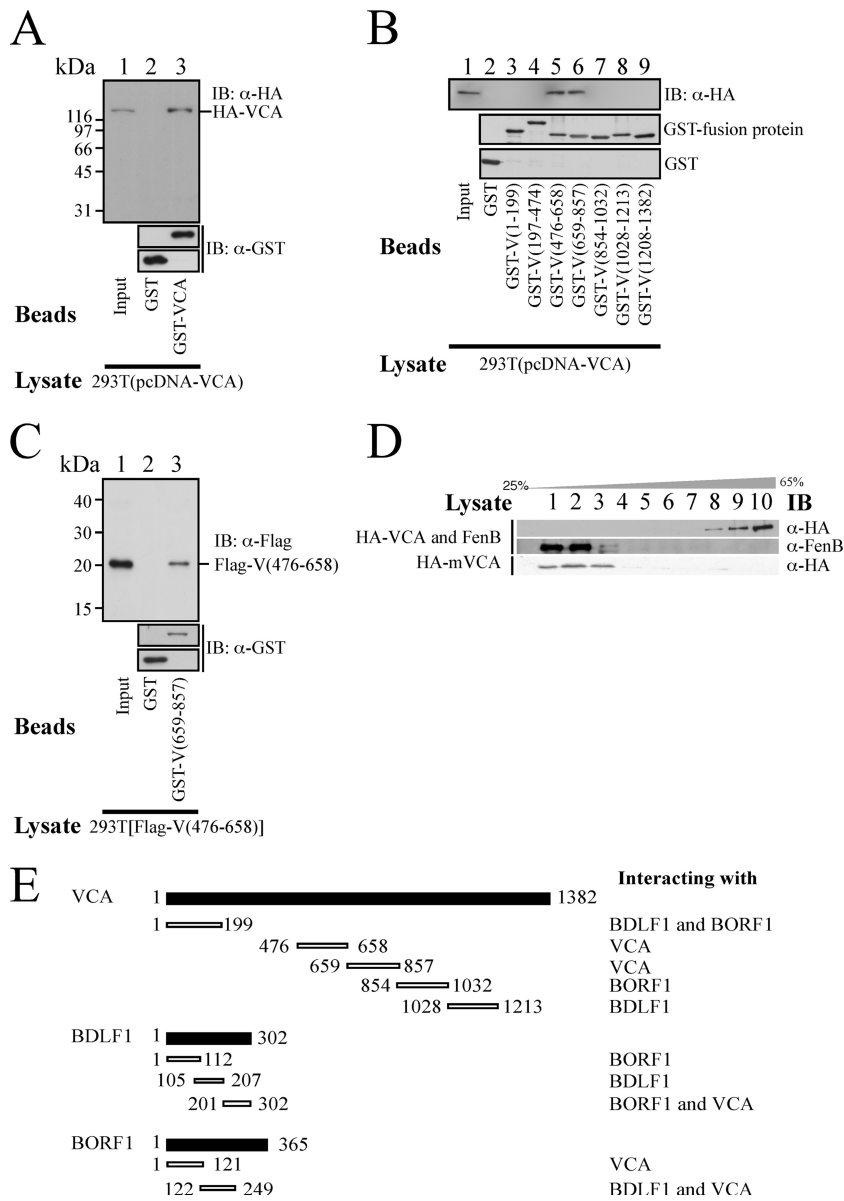 A
kDa 1 2 3
IB: α-HA
HA-VCA
116
97
66
45
31
IB: α-GST
Beads
Input
GST
GST-VCA
Lysate 293T(pcDNA-VCA)
B
1 2 3 4 5 6 7 8 9
IB: α-HA
GST-fusion protein
GST
Beads
Input
GST
GST-V(1-199)
GST-V(197-474)
GST-V(476-658)
GST-V(659-857)
GST-V(854-1032)
GST-V(1028-1213)
GST-V(1208-1382)
Lysate 293T(pcDNA-VCA)
C
kDa 1 2 3
40
30
20
15
IB: α-Flag
Flag-V(476-658)
IB: α-GST
Beads
Input
GST
GST-V(659-857)
Lysate 293T[Flag-V(476-658)]
D
25% 65%
Lysate 1 2 3 4 5 6 7 8 9 10 IB
HA-VCA and FenB
α-HA
α-FenB
HA-mVCA α-HA
E
Interacting with
VCA 1 1382
1 199 BDLF1 and BORF1
476 658 VCA
659 857 VCA
854 1032 BORF1
1028 1213 BDLF1
BDLF1 1 302
1 112 BORF1
105 207 BDLF1
201 302 BORF1 and VCA
BORF1 1 365
1 121 VCA
122 249 BDLF1 and VCA